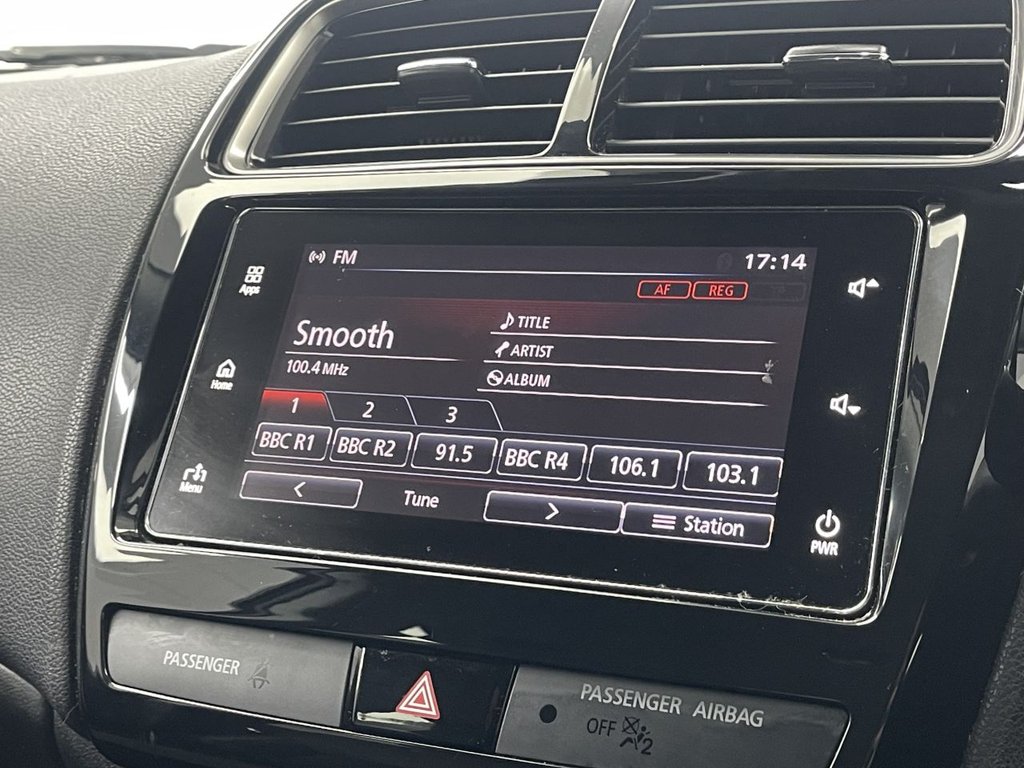 FM 17:14
AF REG
Apps
Smooth
TITLE
100.4 MHz
ARTIST
ALBUM
Home
1 2 3
BBC R1 BBC R2 91.5 BBC R4 106.1 103.1
Menu
< Tune > Station
PWR
PASSENGER
PASSENGER AIRBAG
OFF 2